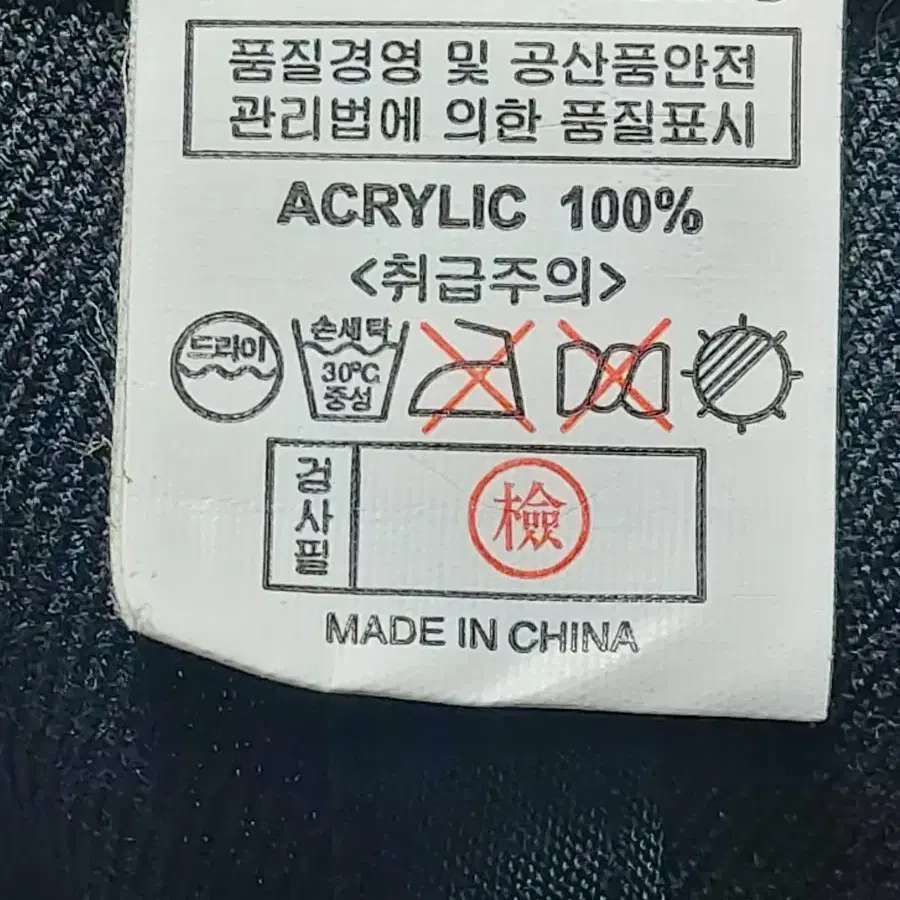 품질경영 및 공산품안전
관리법에 의한 품질표시
ACRYLIC 100%
<취급주의>
드라이
손세탁
30℃
중성
검사필
檢
MADE IN CHINA